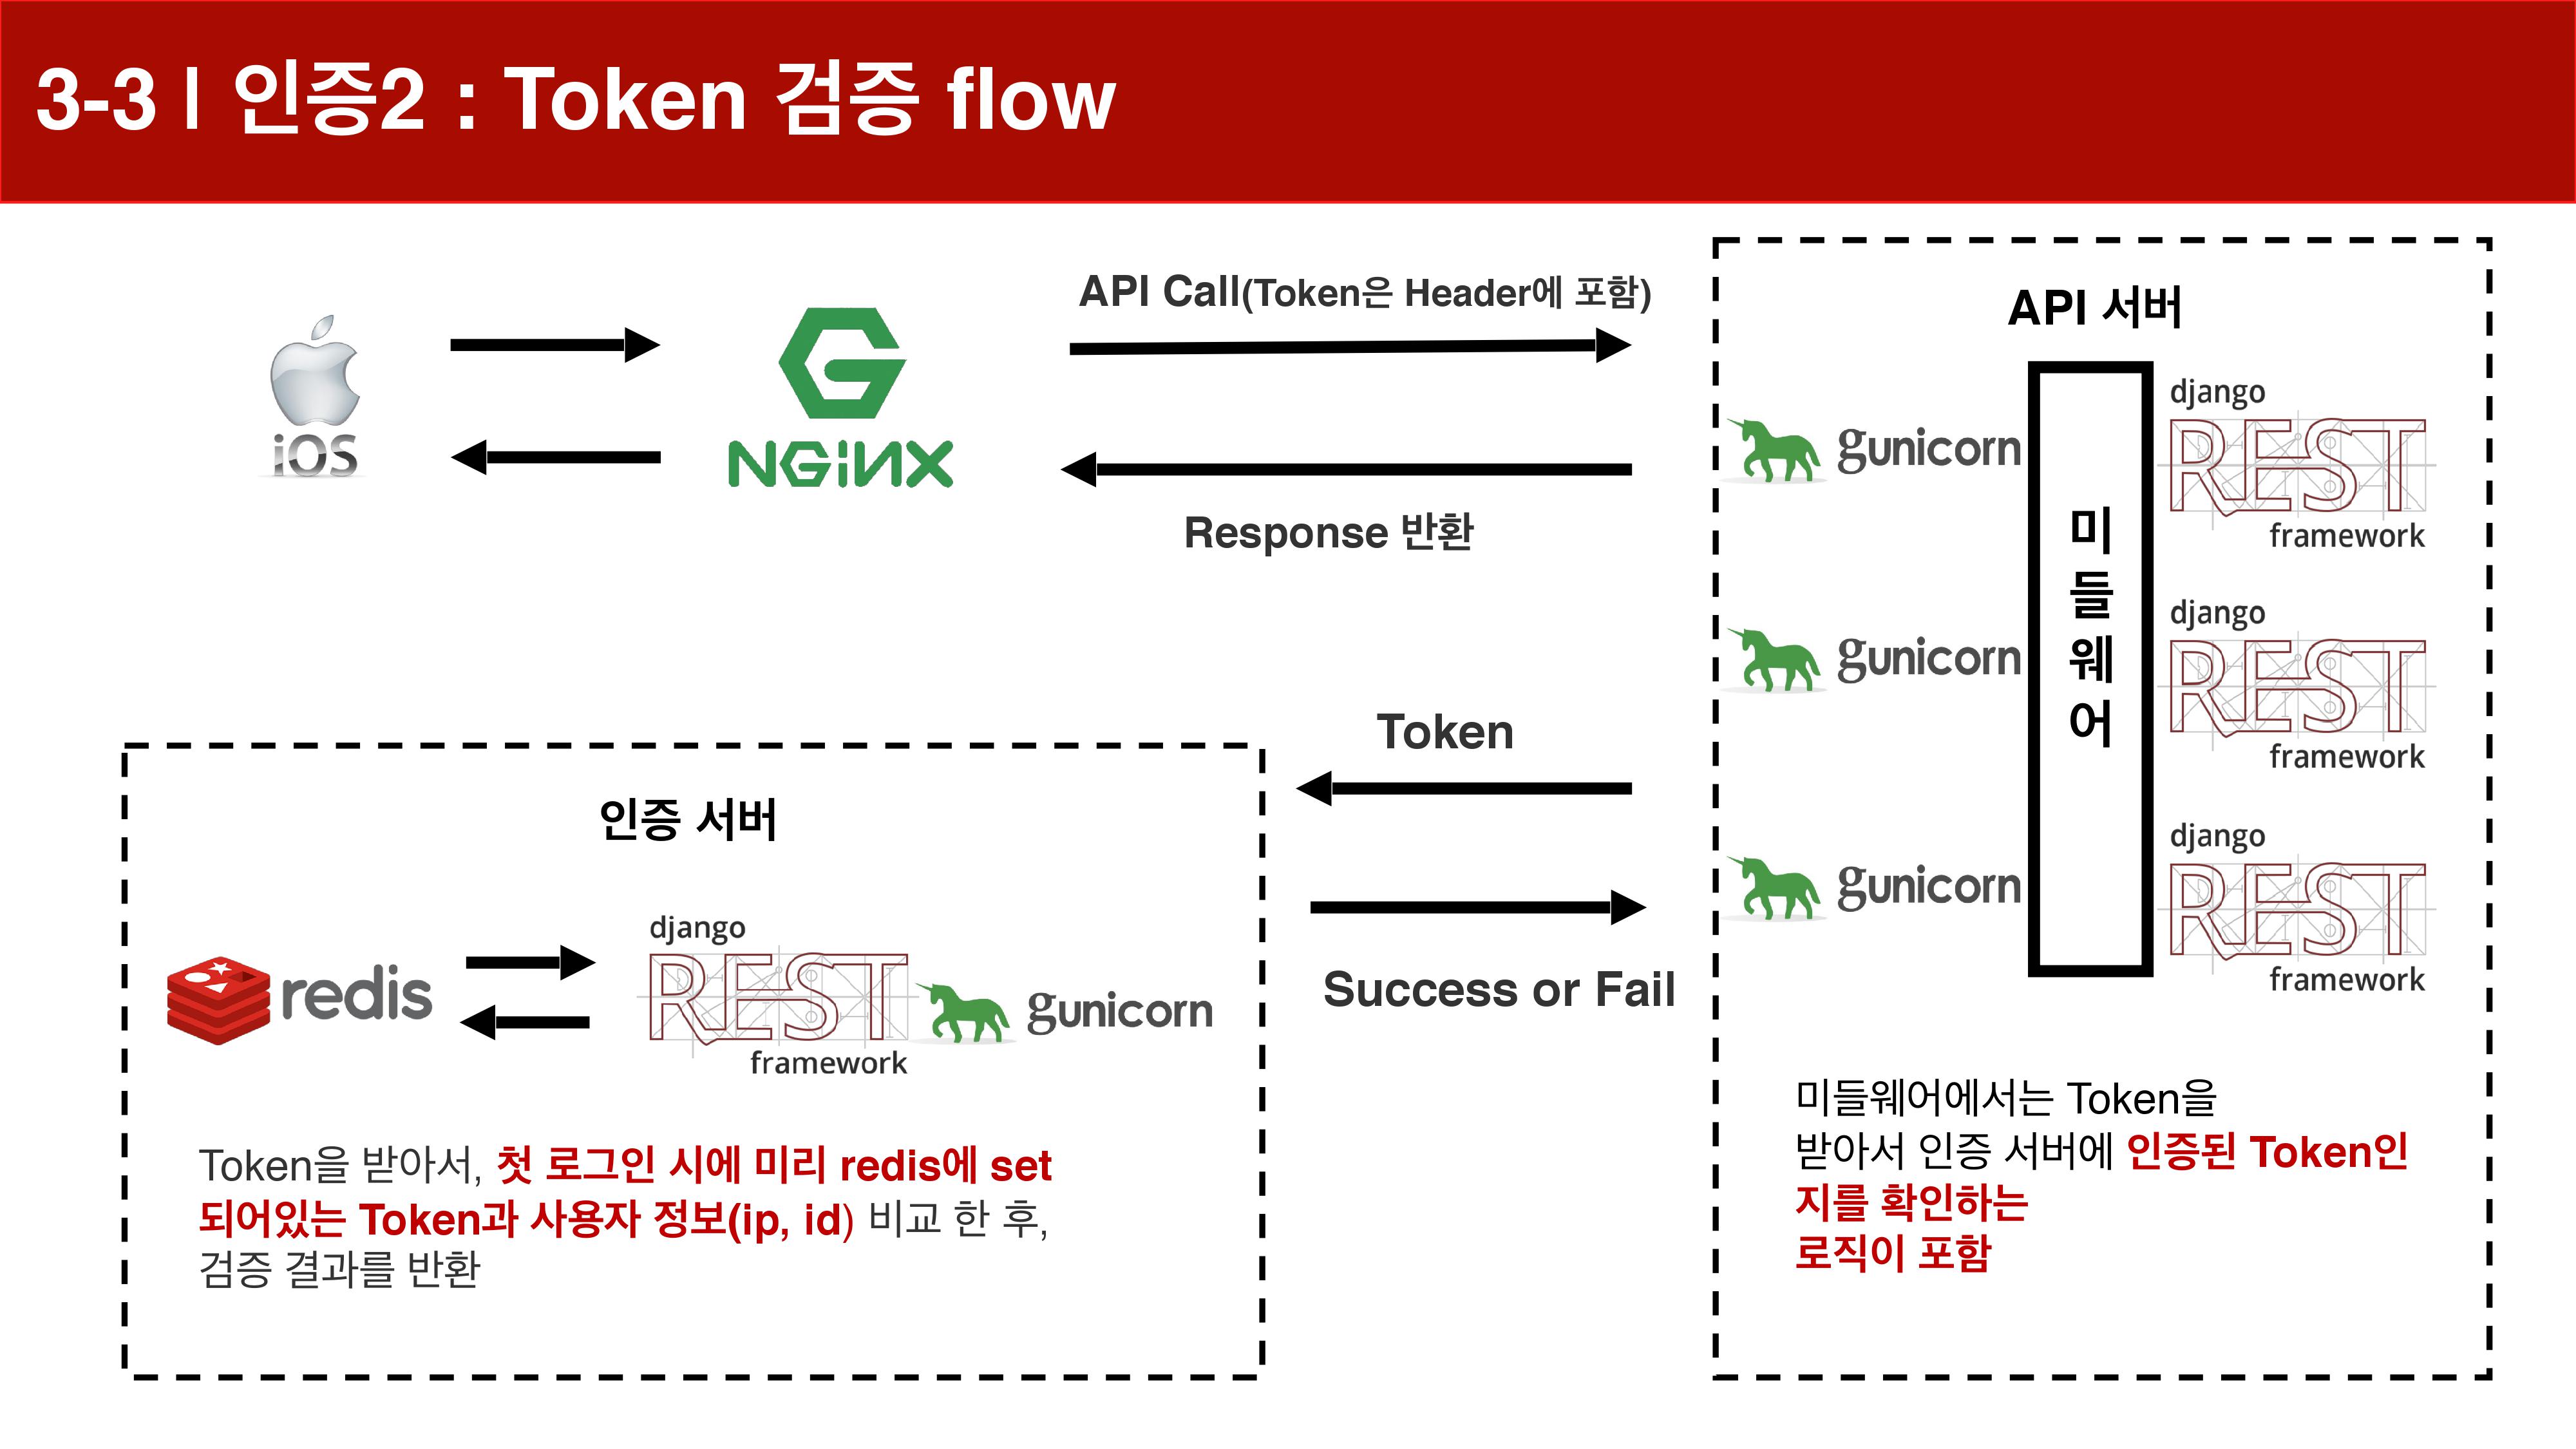 3-3 | 인증2 : Token 검증 flow
API Call(Token은 Header에 포함)
iOS
NGiNX
Response 반환
API 서버
gunicorn
gunicorn
gunicorn
미
들
웨
어
django
REST
framework
django
REST
framework
django
REST
framework
미들웨어에서는 Token을
받아서 인증 서버에 인증된 Token인
지를 확인하는
로직이 포함
Token
Success or Fail
인증 서버
redis
django
REST
framework
gunicorn
Token을 받아서, 첫 로그인 시에 미리 redis에 set
되어있는 Token과 사용자 정보(ip, id) 비교 한 후,
검증 결과를 반환